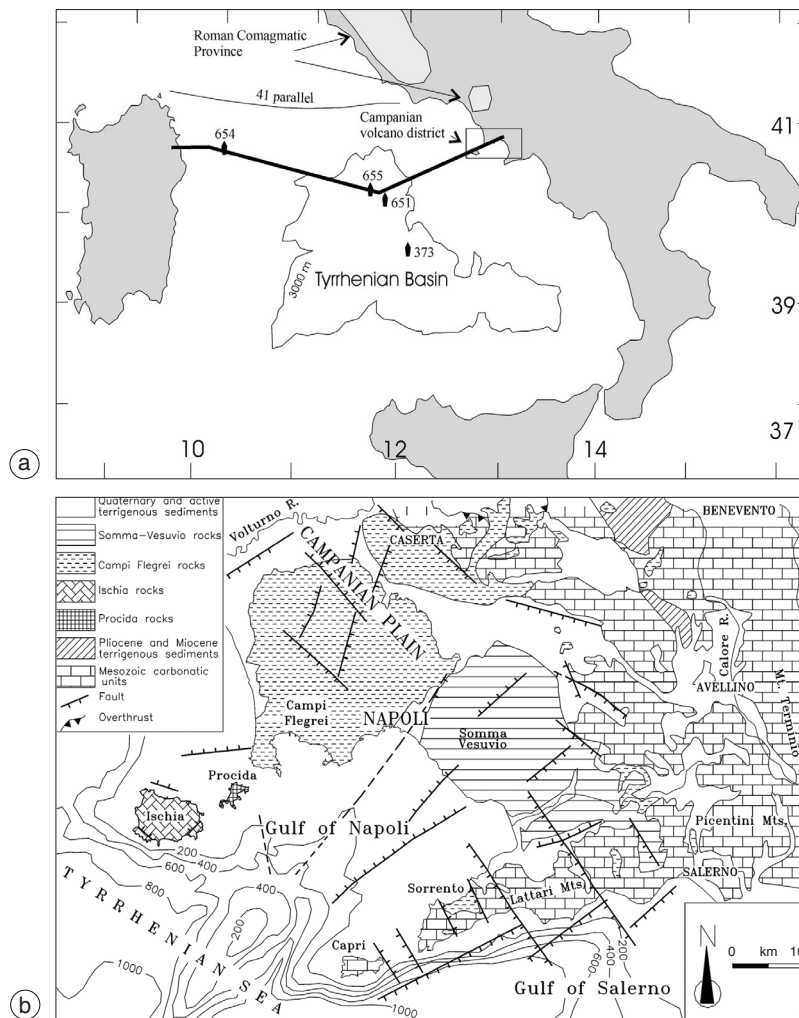 Roman Comagmatic
Province
41 parallel
Campanian
volcano district
41
654
655
651
373
3000 m
Tyrrhenian Basin
39
37
10
12
14
a
Quaternary and active
terrigenous sediments
Somma-Vesuvio rocks
Campi Flegrei rocks
Ischia rocks
Procida rocks
Pliocene and Miocene
terrigenous sediments
Mesozoic carbonatic
units
Fault
Overthrust
Volturno R.
CAMPANIAN PLAIN
CASERTA
BENEVENTO
Calore R.
AVELLINO
Mt. Terminio
Campi
Flegrei
NAPOLI
Somma
Vesuvio
Procida
Ischia
Gulf of Napoli
Picentini Mts.
SALERNO
Sorrento
Lattari Mts.
Capri
200
400
600
800
1000
400
200
TYRRHENIAN SEA
200
400
600
1000
Gulf of Salerno
N
0 km 10
b